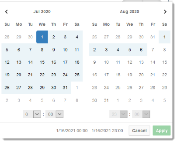 Jul 2020 Aug 2020
Su Mo Tu We Th Fr Sa Su Mo Tu We Th Fr Sa
28 29 30 1 2 3 4 26 27 28 29 30 31 1
5 6 7 8 9 10 11 2 3 4 5 6 7 8
12 13 14 15 16 17 18 9 10 11 12 13 14 15
19 20 21 22 23 24 25 16 17 18 19 20 21 22
26 27 28 29 30 31 1 23 24 25 26 27 28 29
2 3 4 5 6 7 8 30 31 1 2 3 4 5
Cancel Apply